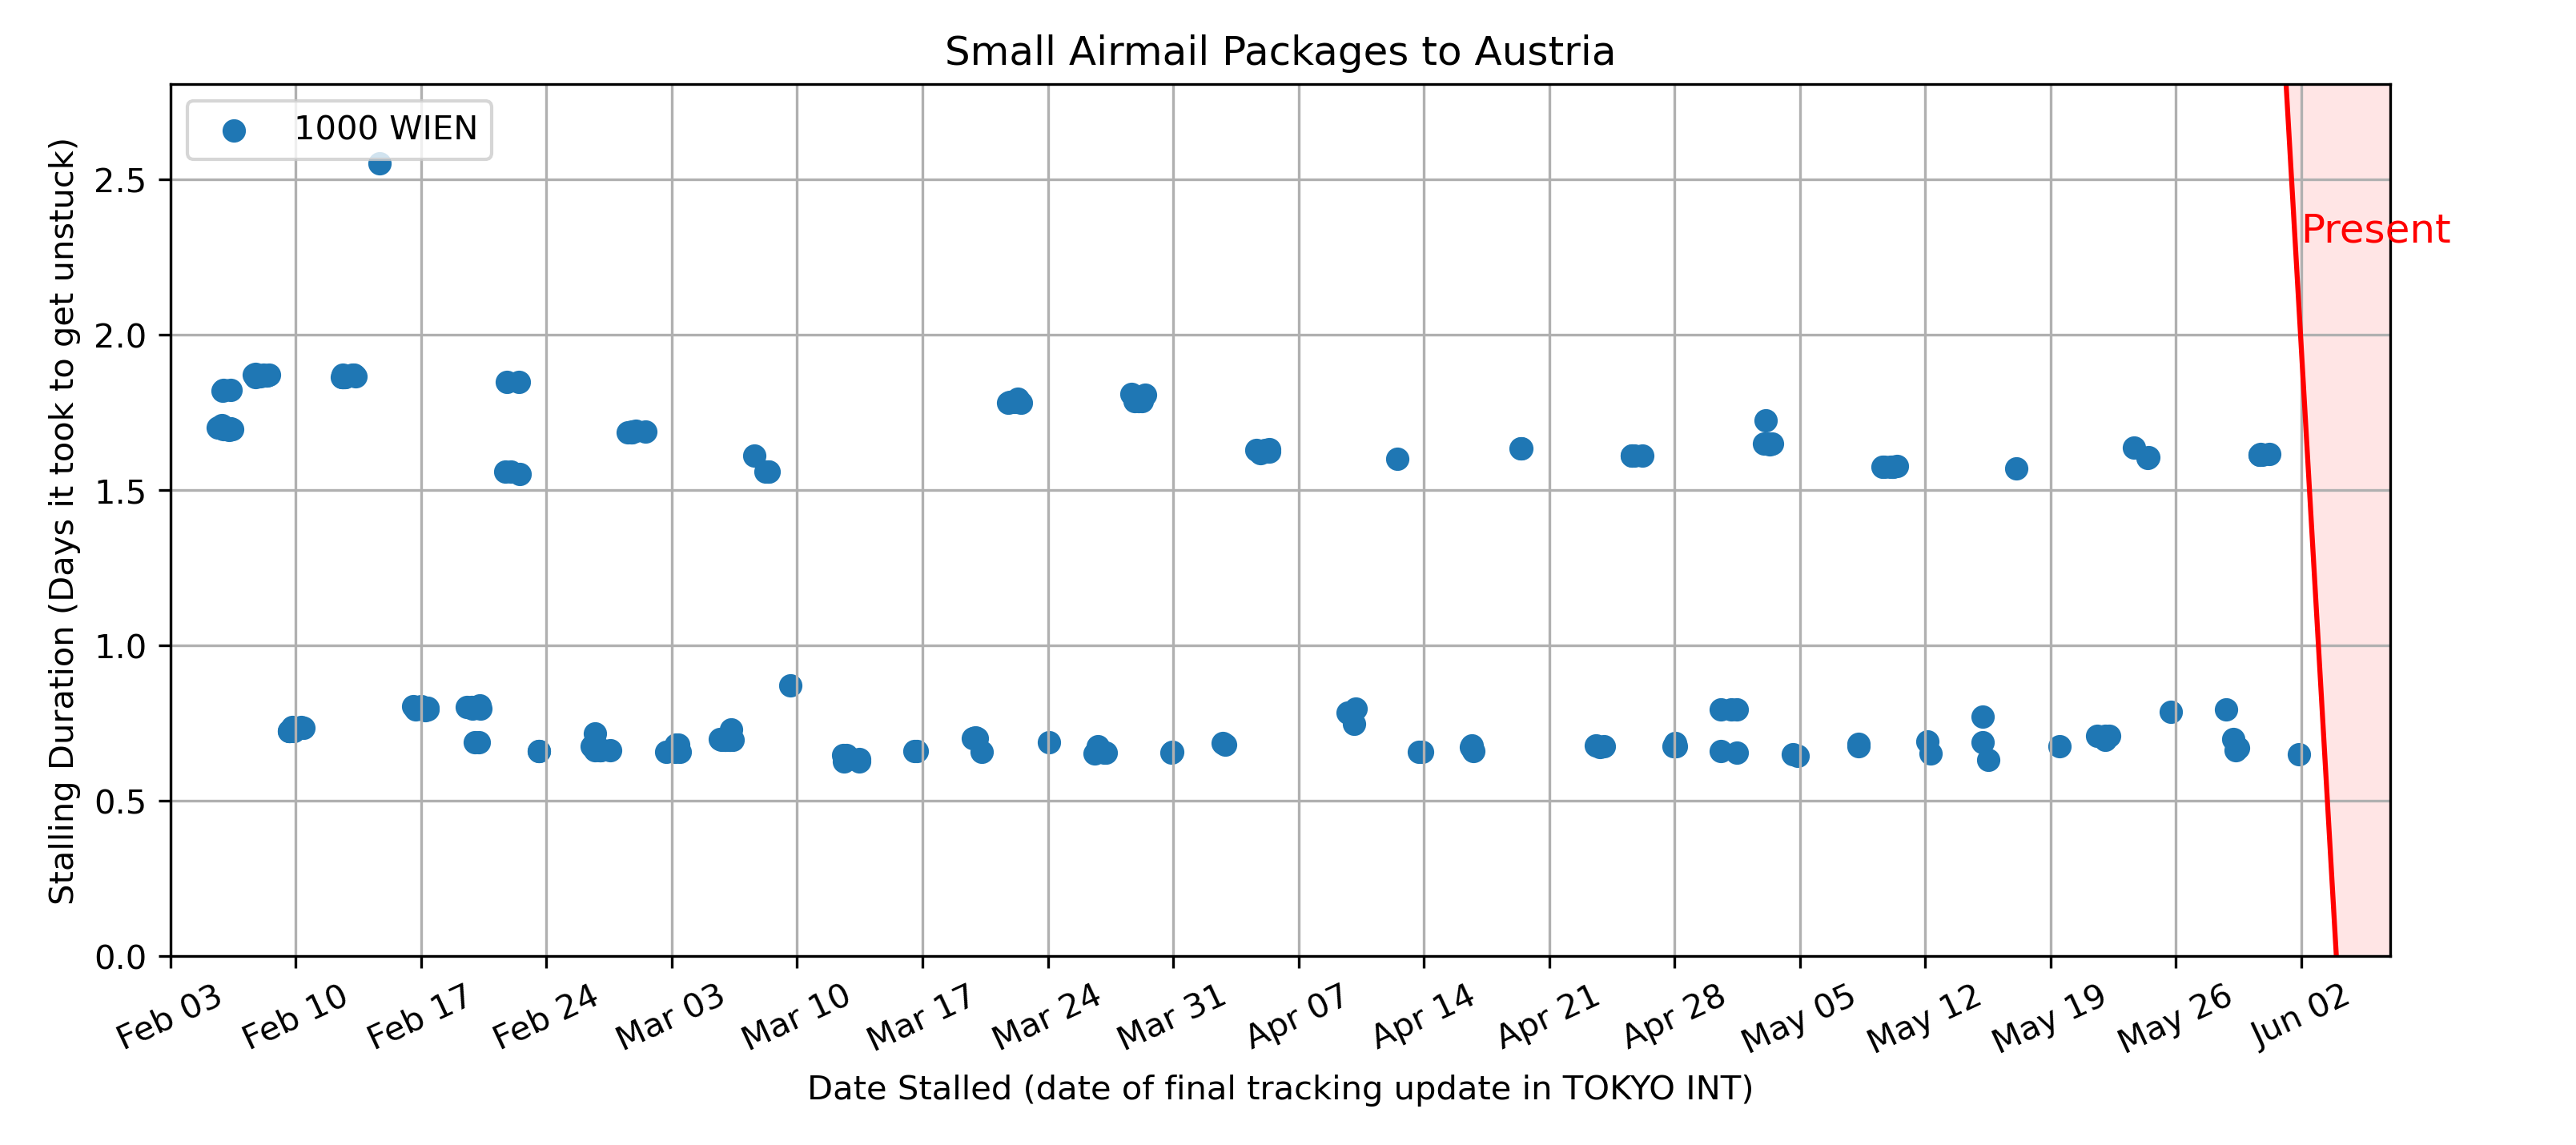 Small Airmail Packages to Austria
1000 WIEN
Present
Stalling Duration (Days it took to get unstuck)
2.5
2.0
1.5
1.0
0.5
0.0
Feb 03
Feb 10
Feb 17
Feb 24
Mar 03
Mar 10
Mar 17
Mar 24
Mar 31
Apr 07
Apr 14
Apr 21
Apr 28
May 05
May 12
May 19
May 26
Jun 02
Date Stalled (date of final tracking update in TOKYO INT)